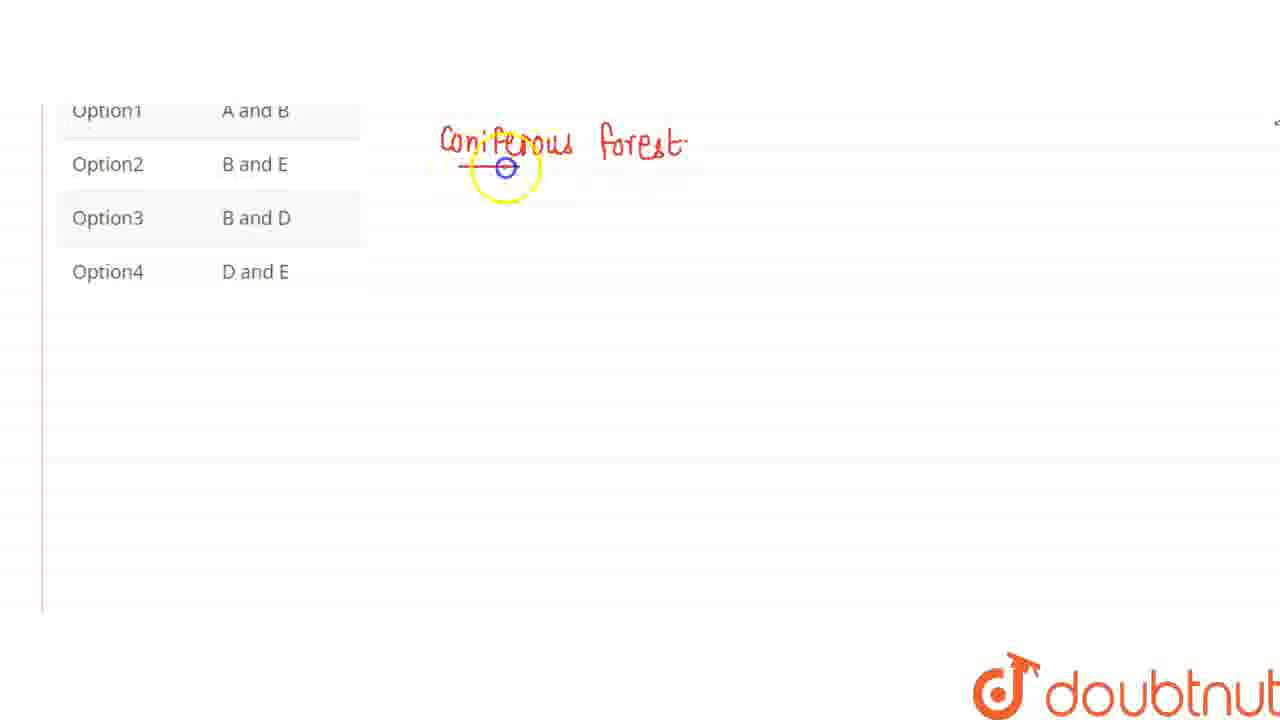 Option1 A and B
Coniferous forest
Option2 B and E
Option3 B and D
Option4 D and E
doubtnut